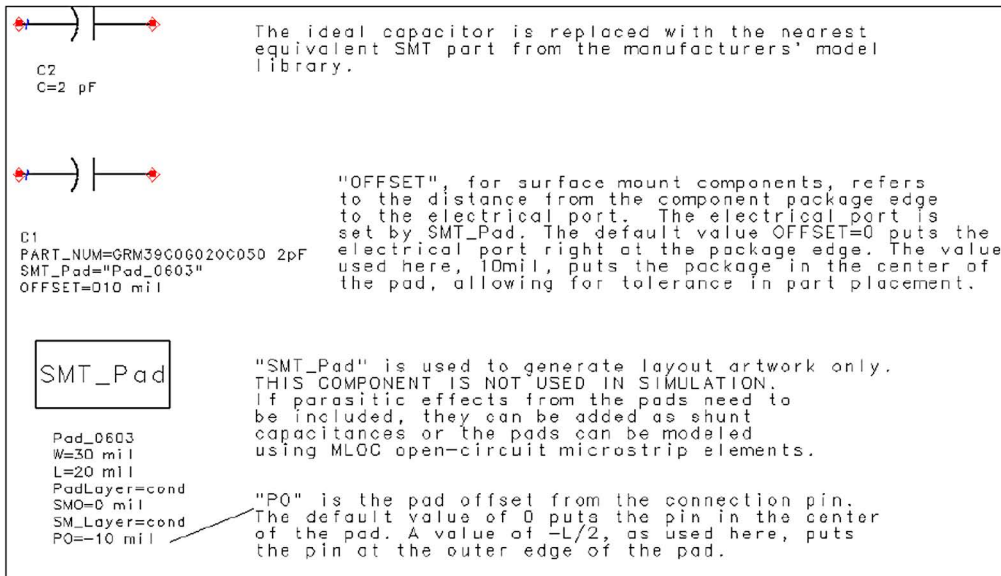 The ideal capacitor is replaced with the nearest
equivalent SMT part from the manufacturers' model
library.
C2
C=2 pF
"OFFSET", for surface mount components, refers
to the distance from the component package edge
to the electrical port.  The electrical port is
set by SMT_Pad. The default value OFFSET=0 puts the
electrical port right at the package edge. The value
used here, 10mil, puts the package in the center of
the pad, allowing for tolerance in part placement.
C1
PART_NUM=GRM39C0G020C050 2pF
SMT_Pad="Pad_0603"
OFFSET=010 mil
SMT_Pad
"SMT_Pad" is used to generate layout artwork only.
THIS COMPONENT IS NOT USED IN SIMULATION.
If parasitic effects from the pads need to
be included, they can be added as shunt
capacitances or the pads can be modeled
using MLOC open-circuit microstrip elements.
Pad_0603
W=30 mil
L=20 mil
PadLayer=cond
SMO=0 mil
SM_Layer=cond
PO=-10 mil
"PO" is the pad offset from the connection pin.
The default value of 0 puts the pin in the center
of the pad. A value of -L/2, as used here, puts
the pin at the outer edge of the pad.